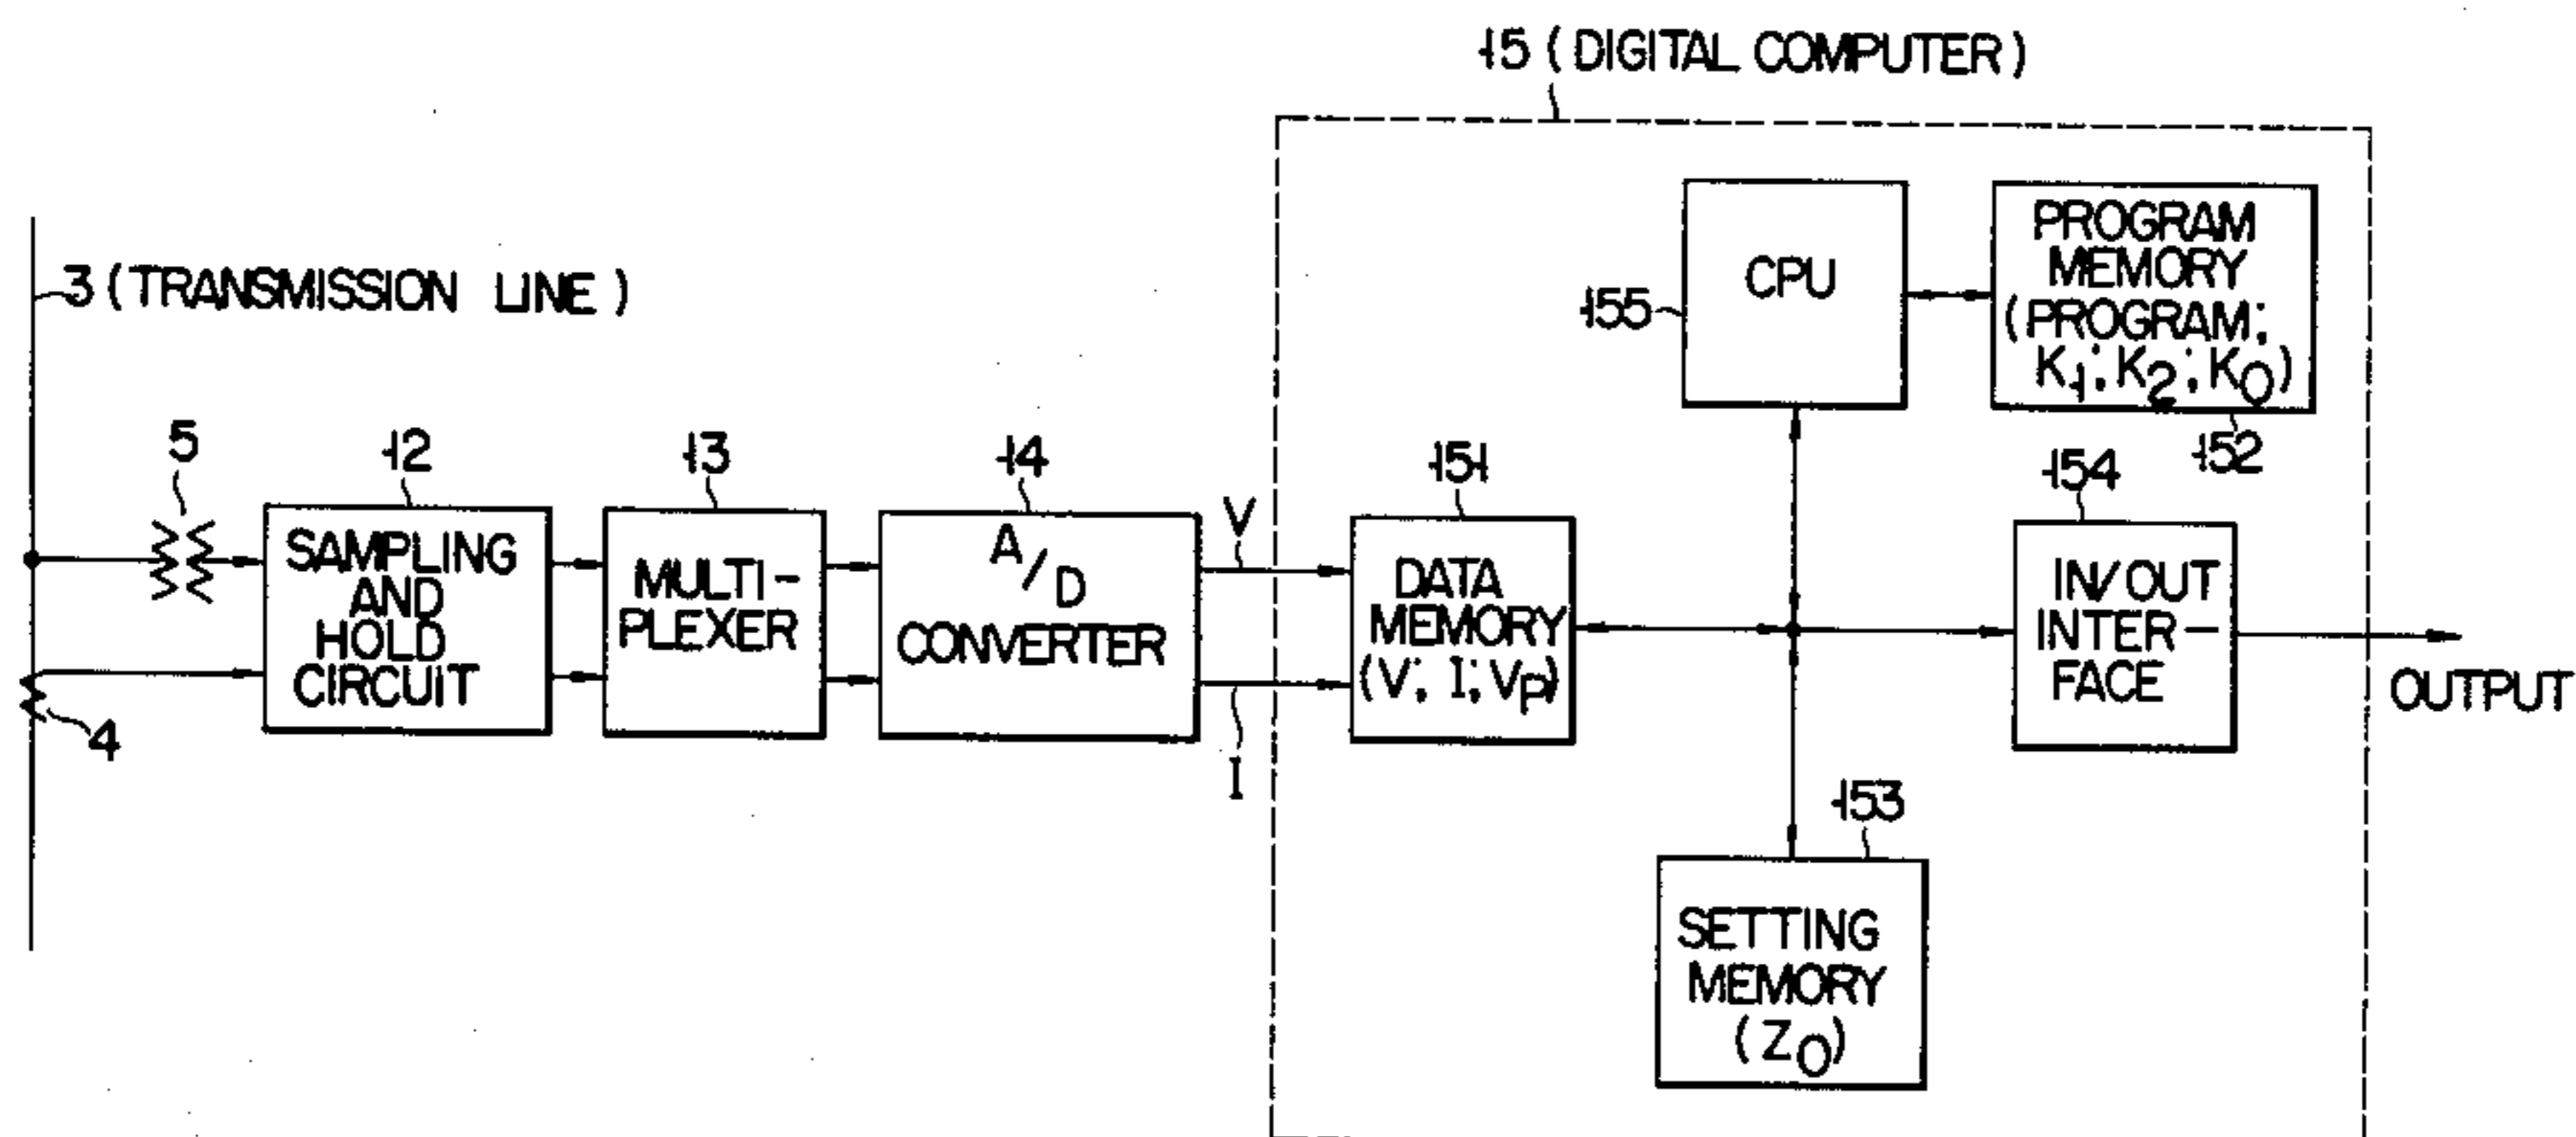 15 (DIGITAL COMPUTER)
3 (TRANSMISSION LINE)
5
12
SAMPLING
AND
HOLD
CIRCUIT
4
13
MULTI-
PLEXER
14
A/D
CONVERTER
V
I
151
DATA
MEMORY
(V; I; VP)
155
CPU
PROGRAM
MEMORY
(PROGRAM;
K1; K2; K0)
152
154
IN/OUT
INTER-
FACE
OUTPUT
153
SETTING
MEMORY
(Z0)